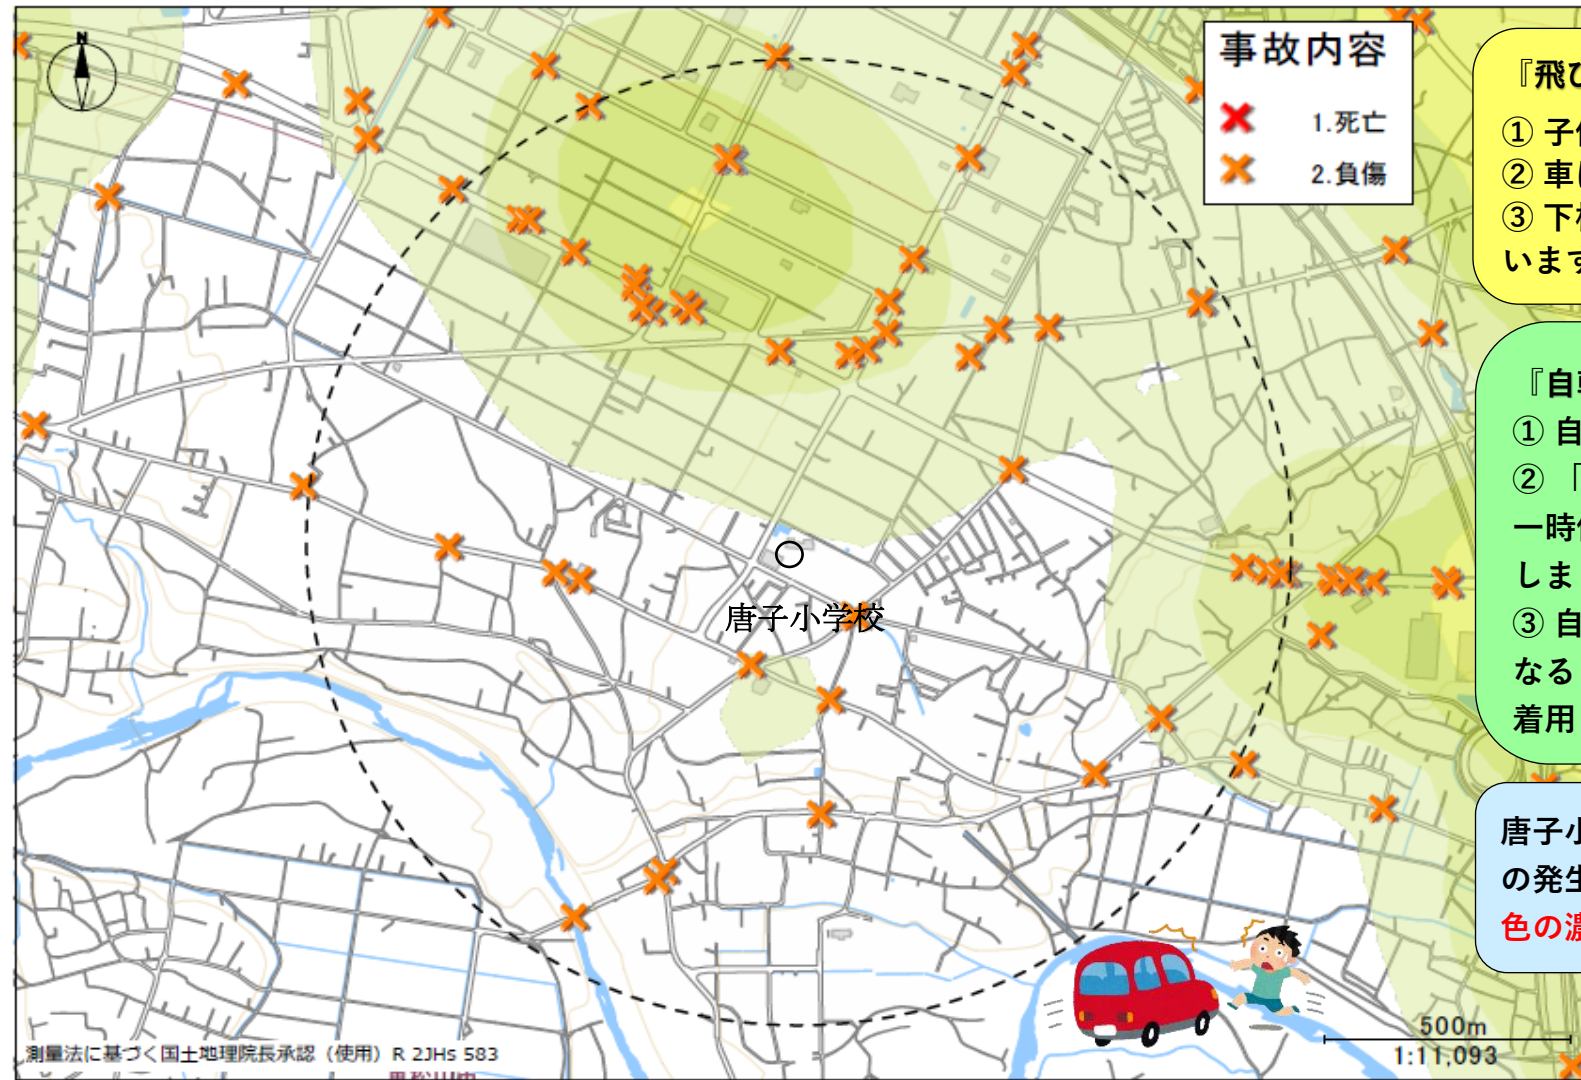 N
事故内容
1.死亡
2.負傷
『飛び
① 子
② 車
③ 下
います
『自
① 自
② 「
一時
しま
③ 自
なる
着用
唐子小
の発生
色の濃
唐子小学校
500m
1:11,093
測量法に基づく国土地理院長承認（使用）R 2JHs 583